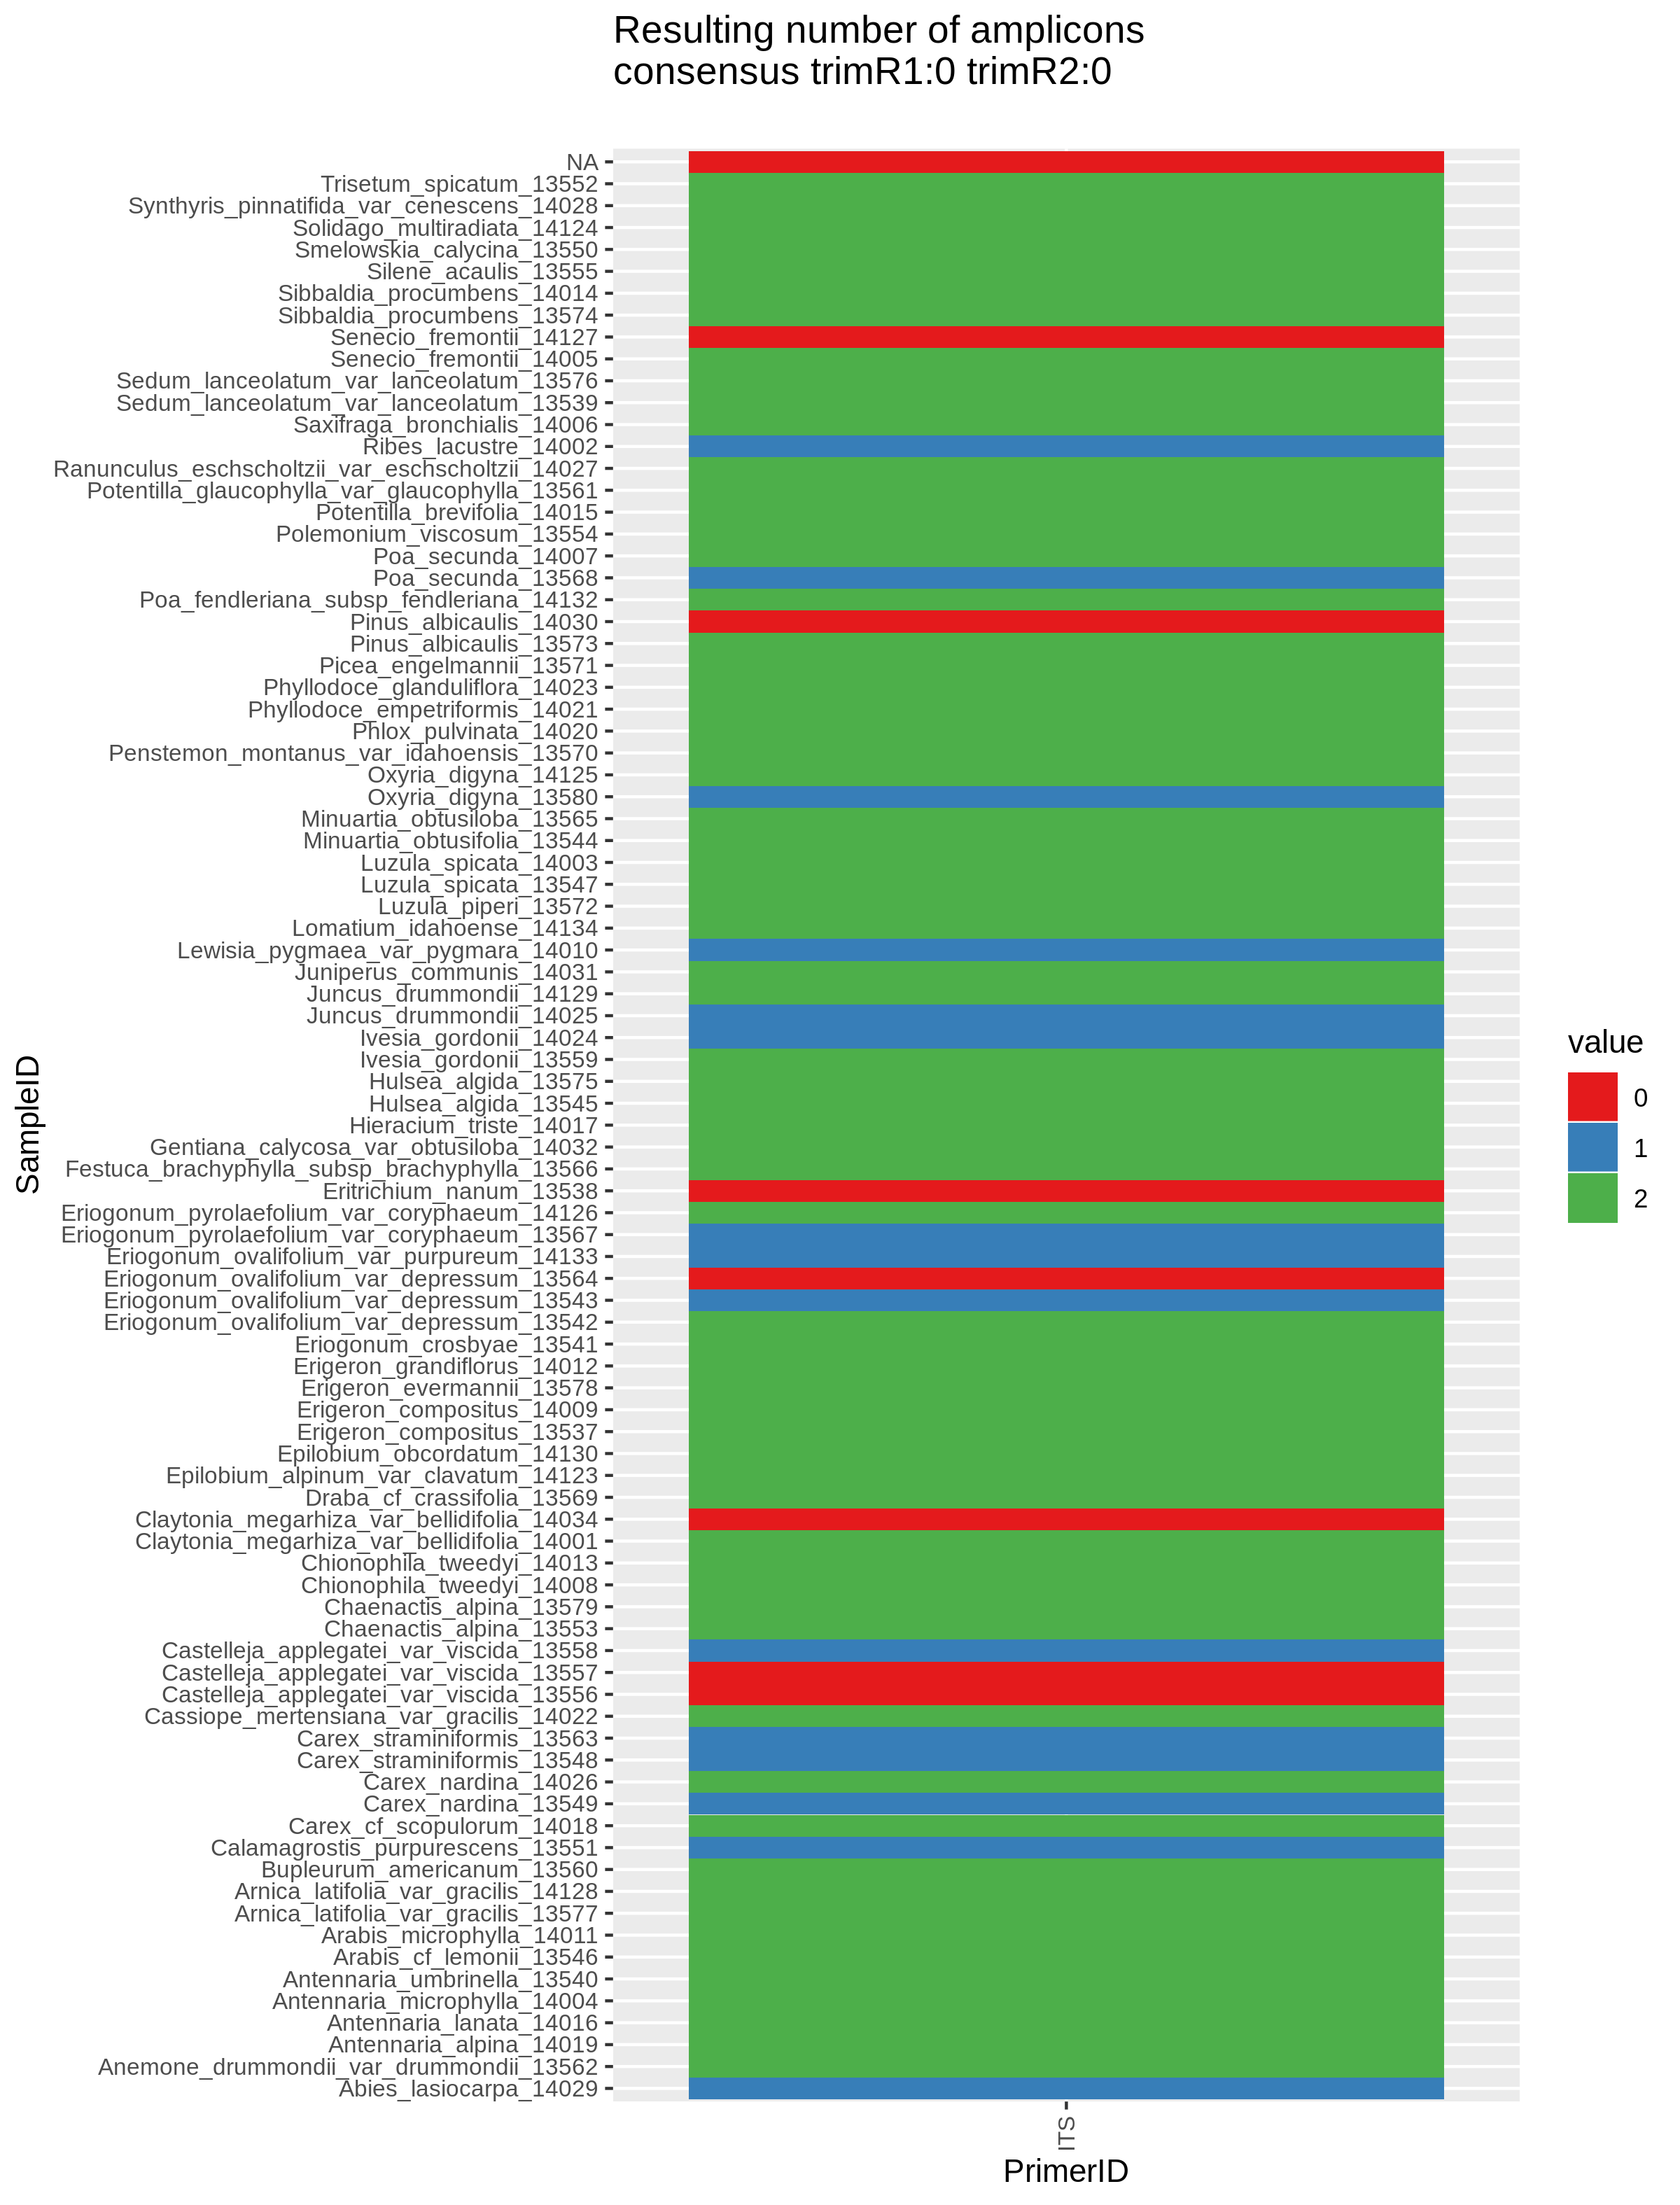 Resulting number of amplicons
consensus trimR1:0 trimR2:0
NA
Trisetum_spicatum_13552
Synthyris_pinnatifida_var_cenescens_14028
Solidago_multiradiata_14124
Smelowskia_calycina_13550
Silene_acaulis_13555
Sibbaldia_procumbens_14014
Sibbaldia_procumbens_13574
Senecio_fremontii_14127
Senecio_fremontii_14005
Sedum_lanceolatum_var_lanceolatum_13576
Sedum_lanceolatum_var_lanceolatum_13539
Saxifraga_bronchialis_14006
Ribes_lacustre_14002
Ranunculus_eschscholtzii_var_eschscholtzii_14027
Potentilla_glaucophylla_var_glaucophylla_13561
Potentilla_brevifolia_14015
Polemonium_viscosum_13554
Poa_secunda_14007
Poa_secunda_13568
Poa_fendleriana_subsp_fendleriana_14132
Pinus_albicaulis_14030
Pinus_albicaulis_13573
Picea_engelmannii_13571
Phyllodoce_glanduliflora_14023
Phyllodoce_empetriformis_14021
Phlox_pulvinata_14020
Penstemon_montanus_var_idahoensis_13570
Oxyria_digyna_14125
Oxyria_digyna_13580
Minuartia_obtusiloba_13565
Minuartia_obtusifolia_13544
Luzula_spicata_14003
Luzula_spicata_13547
Luzula_piperi_13572
Lomatium_idahoense_14134
Lewisia_pygmaea_var_pygmara_14010
Juniperus_communis_14031
Juncus_drummondii_14129
Juncus_drummondii_14025
Ivesia_gordonii_14024
Ivesia_gordonii_13559
Hulsea_algida_13575
Hulsea_algida_13545
Hieracium_triste_14017
Gentiana_calycosa_var_obtusiloba_14032
Festuca_brachyphylla_subsp_brachyphylla_13566
Eritrichium_nanum_13538
Eriogonum_pyrolaefolium_var_coryphaeum_14126
Eriogonum_pyrolaefolium_var_coryphaeum_13567
Eriogonum_ovalifolium_var_purpureum_14133
Eriogonum_ovalifolium_var_depressum_13564
Eriogonum_ovalifolium_var_depressum_13543
Eriogonum_ovalifolium_var_depressum_13542
Eriogonum_crosbyae_13541
Erigeron_grandiflorus_14012
Erigeron_evermannii_13578
Erigeron_compositus_14009
Erigeron_compositus_13537
Epilobium_obcordatum_14130
Epilobium_alpinum_var_clavatum_14123
Draba_cf_crassifolia_13569
Claytonia_megarhiza_var_bellidifolia_14034
Claytonia_megarhiza_var_bellidifolia_14001
Chionophila_tweedyi_14013
Chionophila_tweedyi_14008
Chaenactis_alpina_13579
Chaenactis_alpina_13553
Castelleja_applegatei_var_viscida_13558
Castelleja_applegatei_var_viscida_13557
Castelleja_applegatei_var_viscida_13556
Cassiope_mertensiana_var_gracilis_14022
Carex_straminiformis_13563
Carex_straminiformis_13548
Carex_nardina_14026
Carex_nardina_13549
Carex_cf_scopulorum_14018
Calamagrostis_purpurescens_13551
Bupleurum_americanum_13560
Arnica_latifolia_var_gracilis_14128
Arnica_latifolia_var_gracilis_13577
Arabis_microphylla_14011
Arabis_cf_lemonii_13546
Antennaria_umbrinella_13540
Antennaria_microphylla_14004
Antennaria_lanata_14016
Antennaria_alpina_14019
Anemone_drummondii_var_drummondii_13562
Abies_lasiocarpa_14029
SampleID
ITS
PrimerID
value
0
1
2